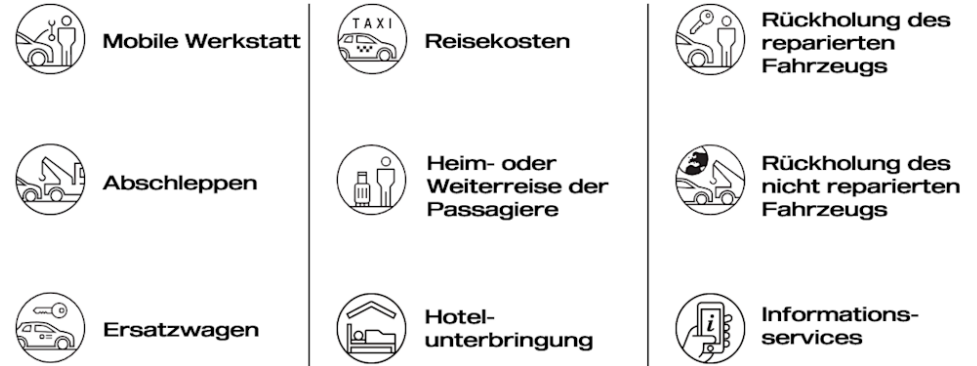 Mobile Werkstatt
Abschleppen
Ersatzwagen
TAXI
Reisekosten
Heim- oder
Weiterreise der
Passagiere
Hotel-
unterbringung
Rückholung des
reparierten
Fahrzeugs
Rückholung des
nicht reparierten
Fahrzeugs
i
Informations-
services